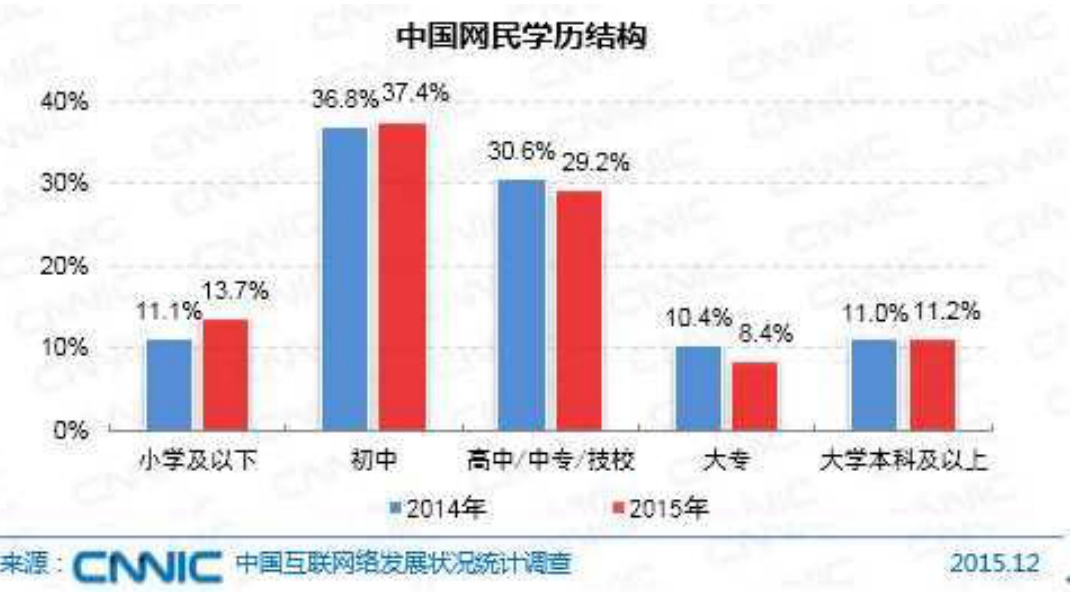 中国网民学历结构
40%
30%
20%
10%
0%
11.1% 13.7%
36.8% 37.4%
30.6% 29.2%
10.4% 8.4%
11.0% 11.2%
小学及以下 初中 高中/中专/技校 大专 大学本科及以上
2014年 2015年
来源：CNNIC 中国互联网络发展状况统计调查 2015.12